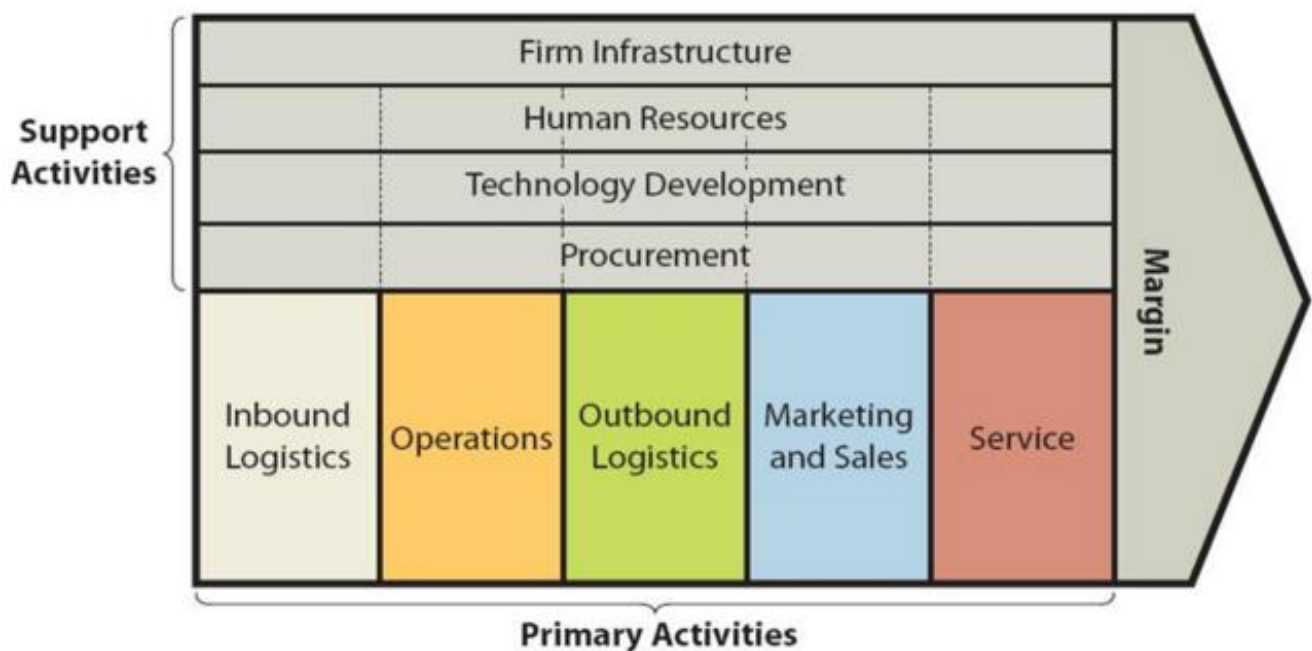 Firm Infrastructure
Human Resources
Technology Development
Procurement
Support
Activities
Inbound
Logistics
Operations
Outbound
Logistics
Marketing
and Sales
Service
Margin
Primary Activities